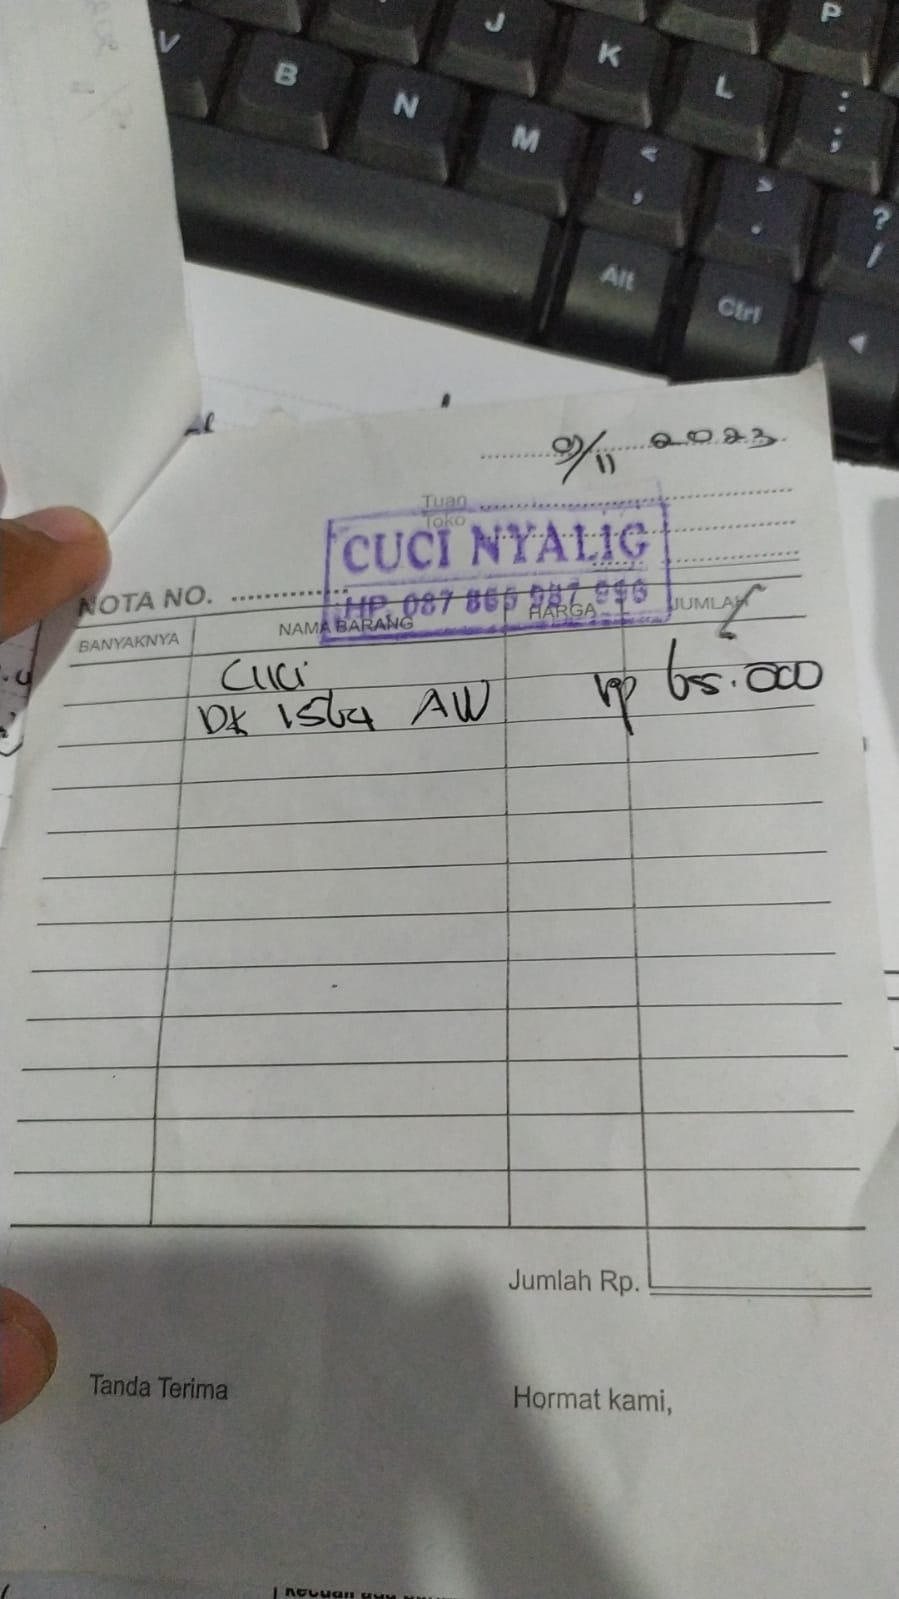 J
P
V
K
B
L
:
;
N
M
<
,
>
.
?
/
Alt
Ctrl
9/11 2023
Tuan
Toko
CUCI NYALIG
NOTA NO.
HP. 087 865 987 996
BANYAKNYA
NAMA BARANG
HARGA
JUMLAH
Cuci
DK 1564 AW
Rp 65.000
Jumlah Rp.
Tanda Terima
Hormat kami,